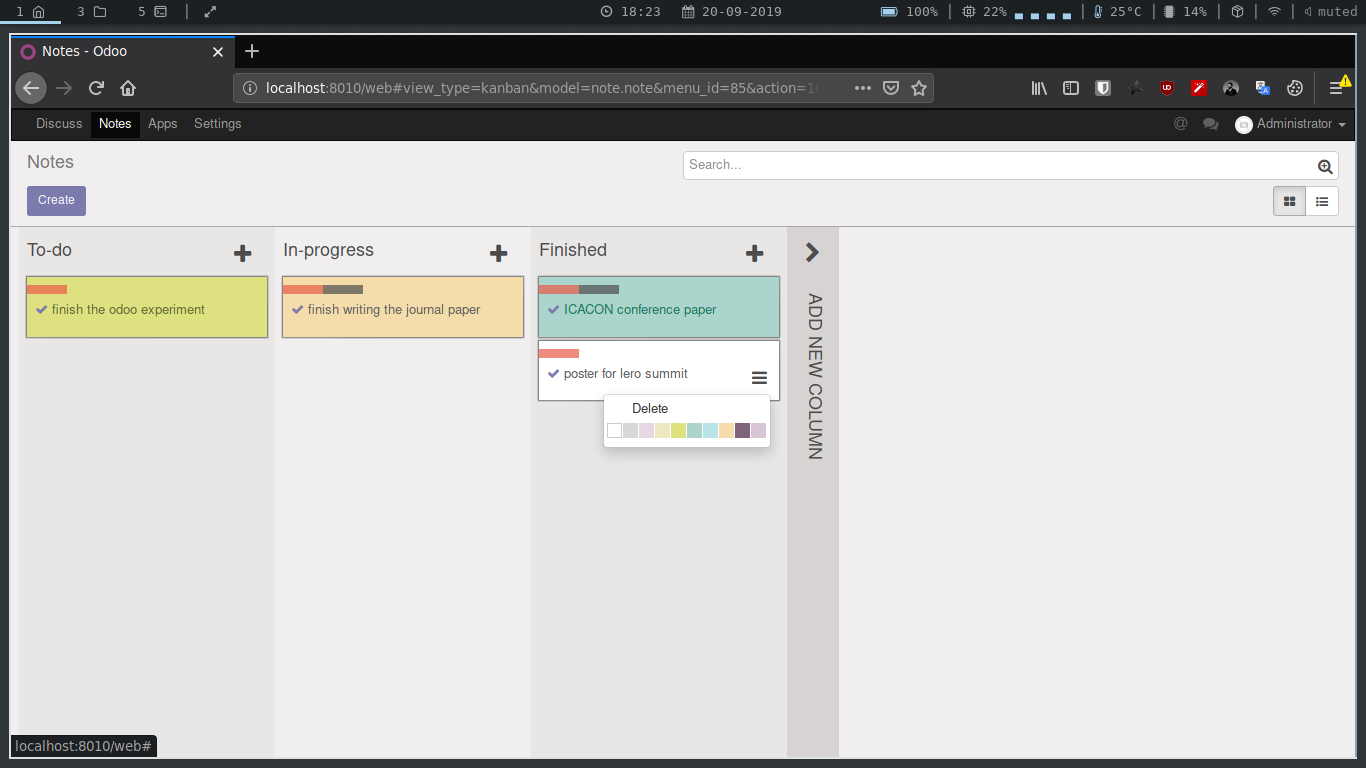 1 3 5 18:23 20-09-2019 100% 22% 25°C 14% muted
Notes - Odoo
localhost:8010/web#view_type=kanban&model=note.note&menu_id=85&action=1
Discuss Notes Apps Settings Administrator
Notes
Search...
Create
To-do In-progress Finished
finish the odoo experiment
finish writing the journal paper
ICACON conference paper
poster for lero summit
Delete
ADD NEW COLUMN
localhost:8010/web#